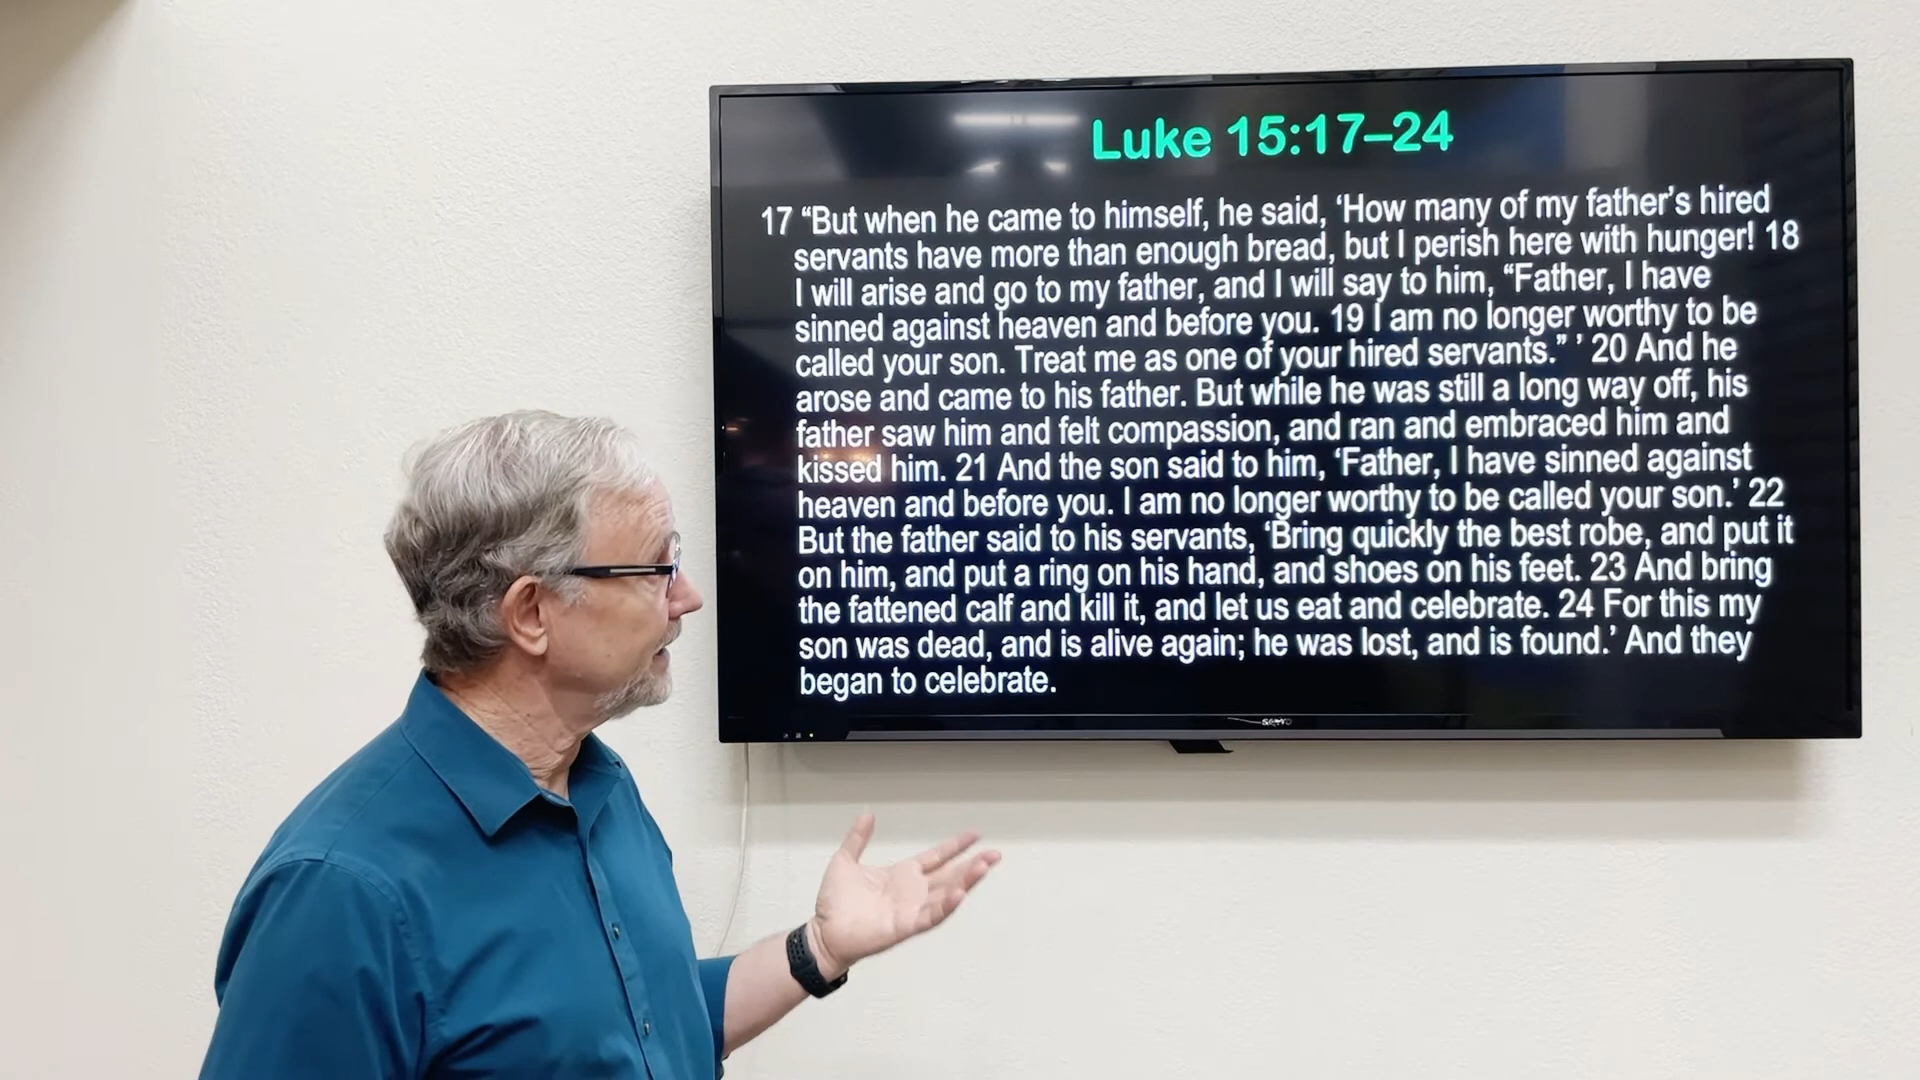 Luke 15:17–24
17 “But when he came to himself, he said, ‘How many of my father’s hired
servants have more than enough bread, but I perish here with hunger! 18
I will arise and go to my father, and I will say to him, “Father, I have
sinned against heaven and before you. 19 I am no longer worthy to be
called your son. Treat me as one of your hired servants.” ’ 20 And he
arose and came to his father. But while he was still a long way off, his
father saw him and felt compassion, and ran and embraced him and
kissed him. 21 And the son said to him, ‘Father, I have sinned against
heaven and before you. I am no longer worthy to be called your son.’ 22
But the father said to his servants, ‘Bring quickly the best robe, and put it
on him, and put a ring on his hand, and shoes on his feet. 23 And bring
the fattened calf and kill it, and let us eat and celebrate. 24 For this my
son was dead, and is alive again; he was lost, and is found.’ And they
began to celebrate.